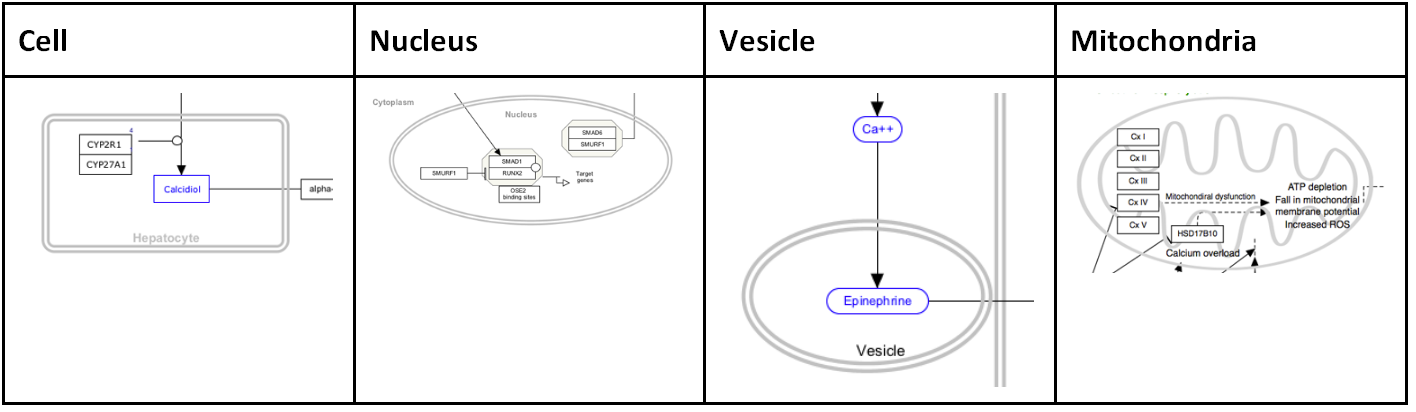 Cell
Nucleus
Vesicle
Mitochondria
4
CYP2R1
CYP27A1
Calcidiol
alpha-
Hepatocyte
Cytoplasm
Nucleus
SMAD6
SMURF1
SMAD1
RUNX2
SMURF1
OSE2
binding sites
Target
genes
Ca++
Epinephrine
Vesicle
Cx I
Cx II
Cx III
Cx IV
Cx V
Mitochondiral dysfunction
ATP depletion
Fall in mitochondrial
membrane potential
Increased ROS
HSD17B10
Calcium overload